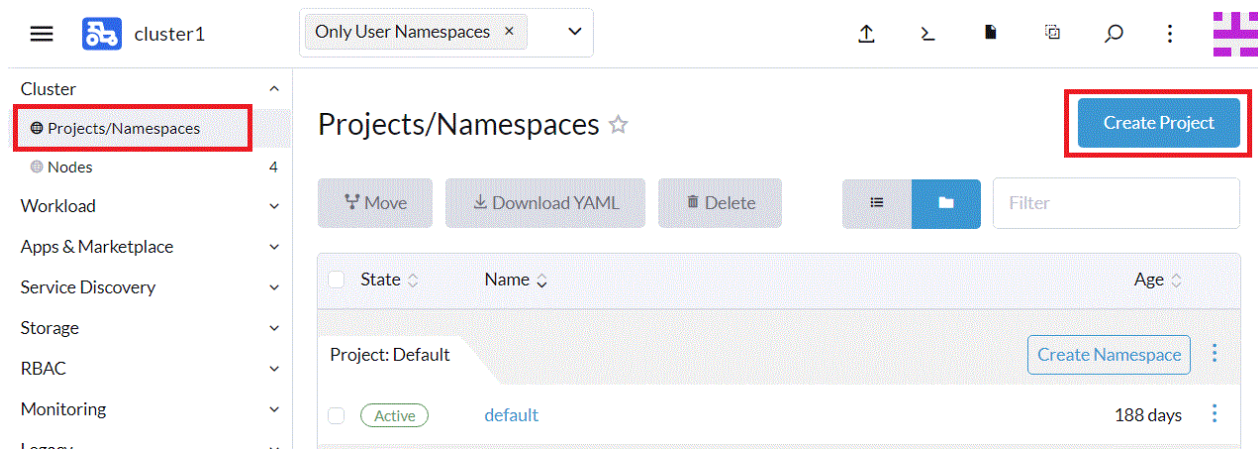 cluster1
Only User Namespaces ×
Cluster
Projects/Namespaces
Nodes 4
Workload
Apps & Marketplace
Service Discovery
Storage
RBAC
Monitoring
Legacy
Projects/Namespaces
Create Project
Move
Download YAML
Delete
Filter
State
Name
Age
Project: Default
Create Namespace
Active
default
188 days